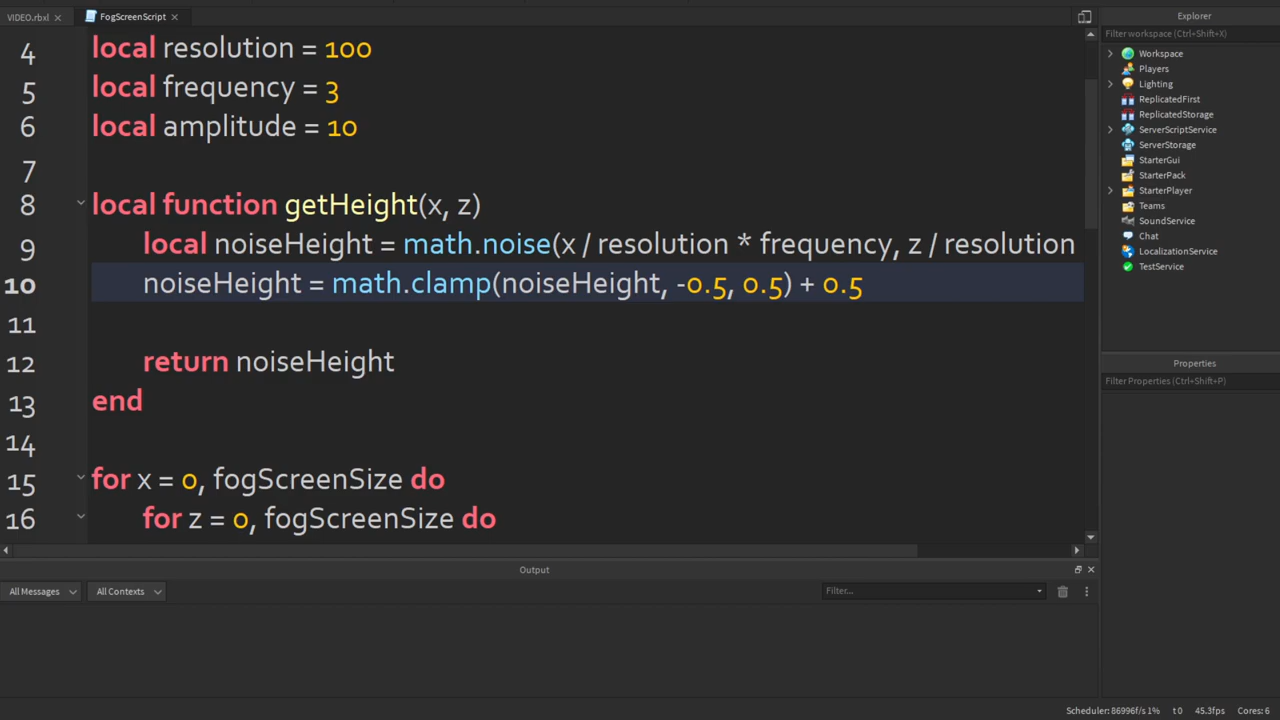 VIDEO.rbxl
FogScreenScript
4 local resolution = 100
5 local frequency = 3
6 local amplitude = 10
7
8 local function getHeight(x, z)
9 local noiseHeight = math.noise(x / resolution * frequency, z / resolution
10 noiseHeight = math.clamp(noiseHeight, -0.5, 0.5) + 0.5
11
12 return noiseHeight
13 end
14
15 for x = 0, fogScreenSize do
16 for z = 0, fogScreenSize do
Output
All Messages All Contexts Filter...
Explorer
Filter workspace (Ctrl+Shift+X)
Workspace
Players
Lighting
ReplicatedFirst
ReplicatedStorage
ServerScriptService
ServerStorage
StarterGui
StarterPack
StarterPlayer
Teams
SoundService
Chat
LocalizationService
TestService
Properties
Filter Properties (Ctrl+Shift+P)
Scheduler: 86996f/s 1% t 0 45.3fps Cores: 6